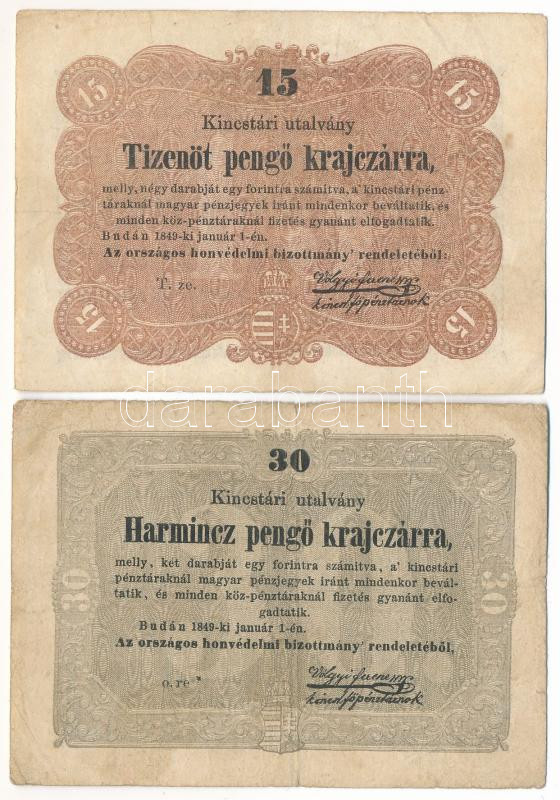 15
15 15
Kincstári utalvány
Tizenöt pengő krajczárra,
melly, négy darabját egy forintra számítva, a' kincstári pénz-
táraknál magyar pénzjegyek iránt mindenkor beváltatik, és
minden köz-pénztáraknál fizetés gyanánt elfogadtatik.
Budán 1849-ki január 1-én.
Az országos honvédelmi bizottmány' rendeletéből:
T. ze.
15 15
darabanth
30
Kincstári utalvány
Harmincz pengő krajczárra,
melly, két darabját egy forintra számítva, a' kincstári
pénztáraknál magyar pénzjegyek iránt mindenkor bevál-
tatik, és minden köz-pénztáraknál fizetés gyanánt elfo-
gadtatik.
30 30
Budán 1849-ki január 1-én.
Az országos honvédelmi bizottmány' rendeletéből,
o. re